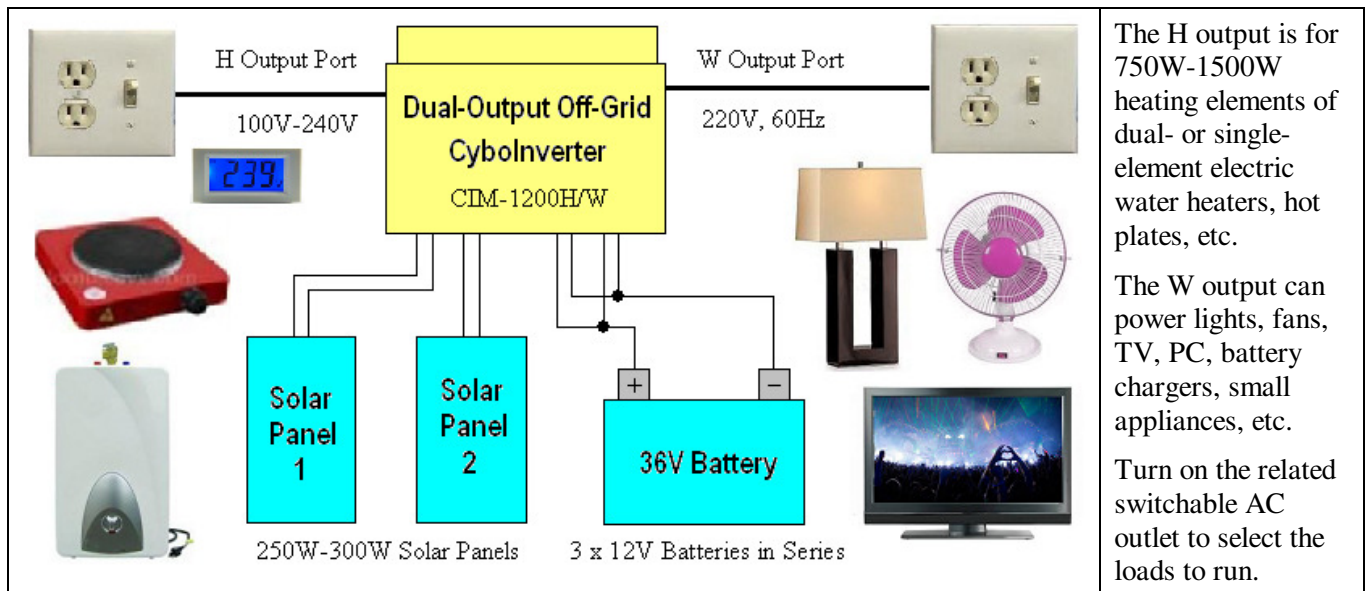 H Output Port
100V-240V
239.
Dual-Output Off-Grid
CyboInverter
CIM-1200H/W
W Output Port
220V, 60Hz
Solar
Panel
1
Solar
Panel
2
+
−
36V Battery
250W-300W Solar Panels
3 x 12V Batteries in Series
The H output is for
750W-1500W
heating elements of
dual- or single-
element electric
water heaters, hot
plates, etc.
The W output can
power lights, fans,
TV, PC, battery
chargers, small
appliances, etc.
Turn on the related
switchable AC
outlet to select the
loads to run.